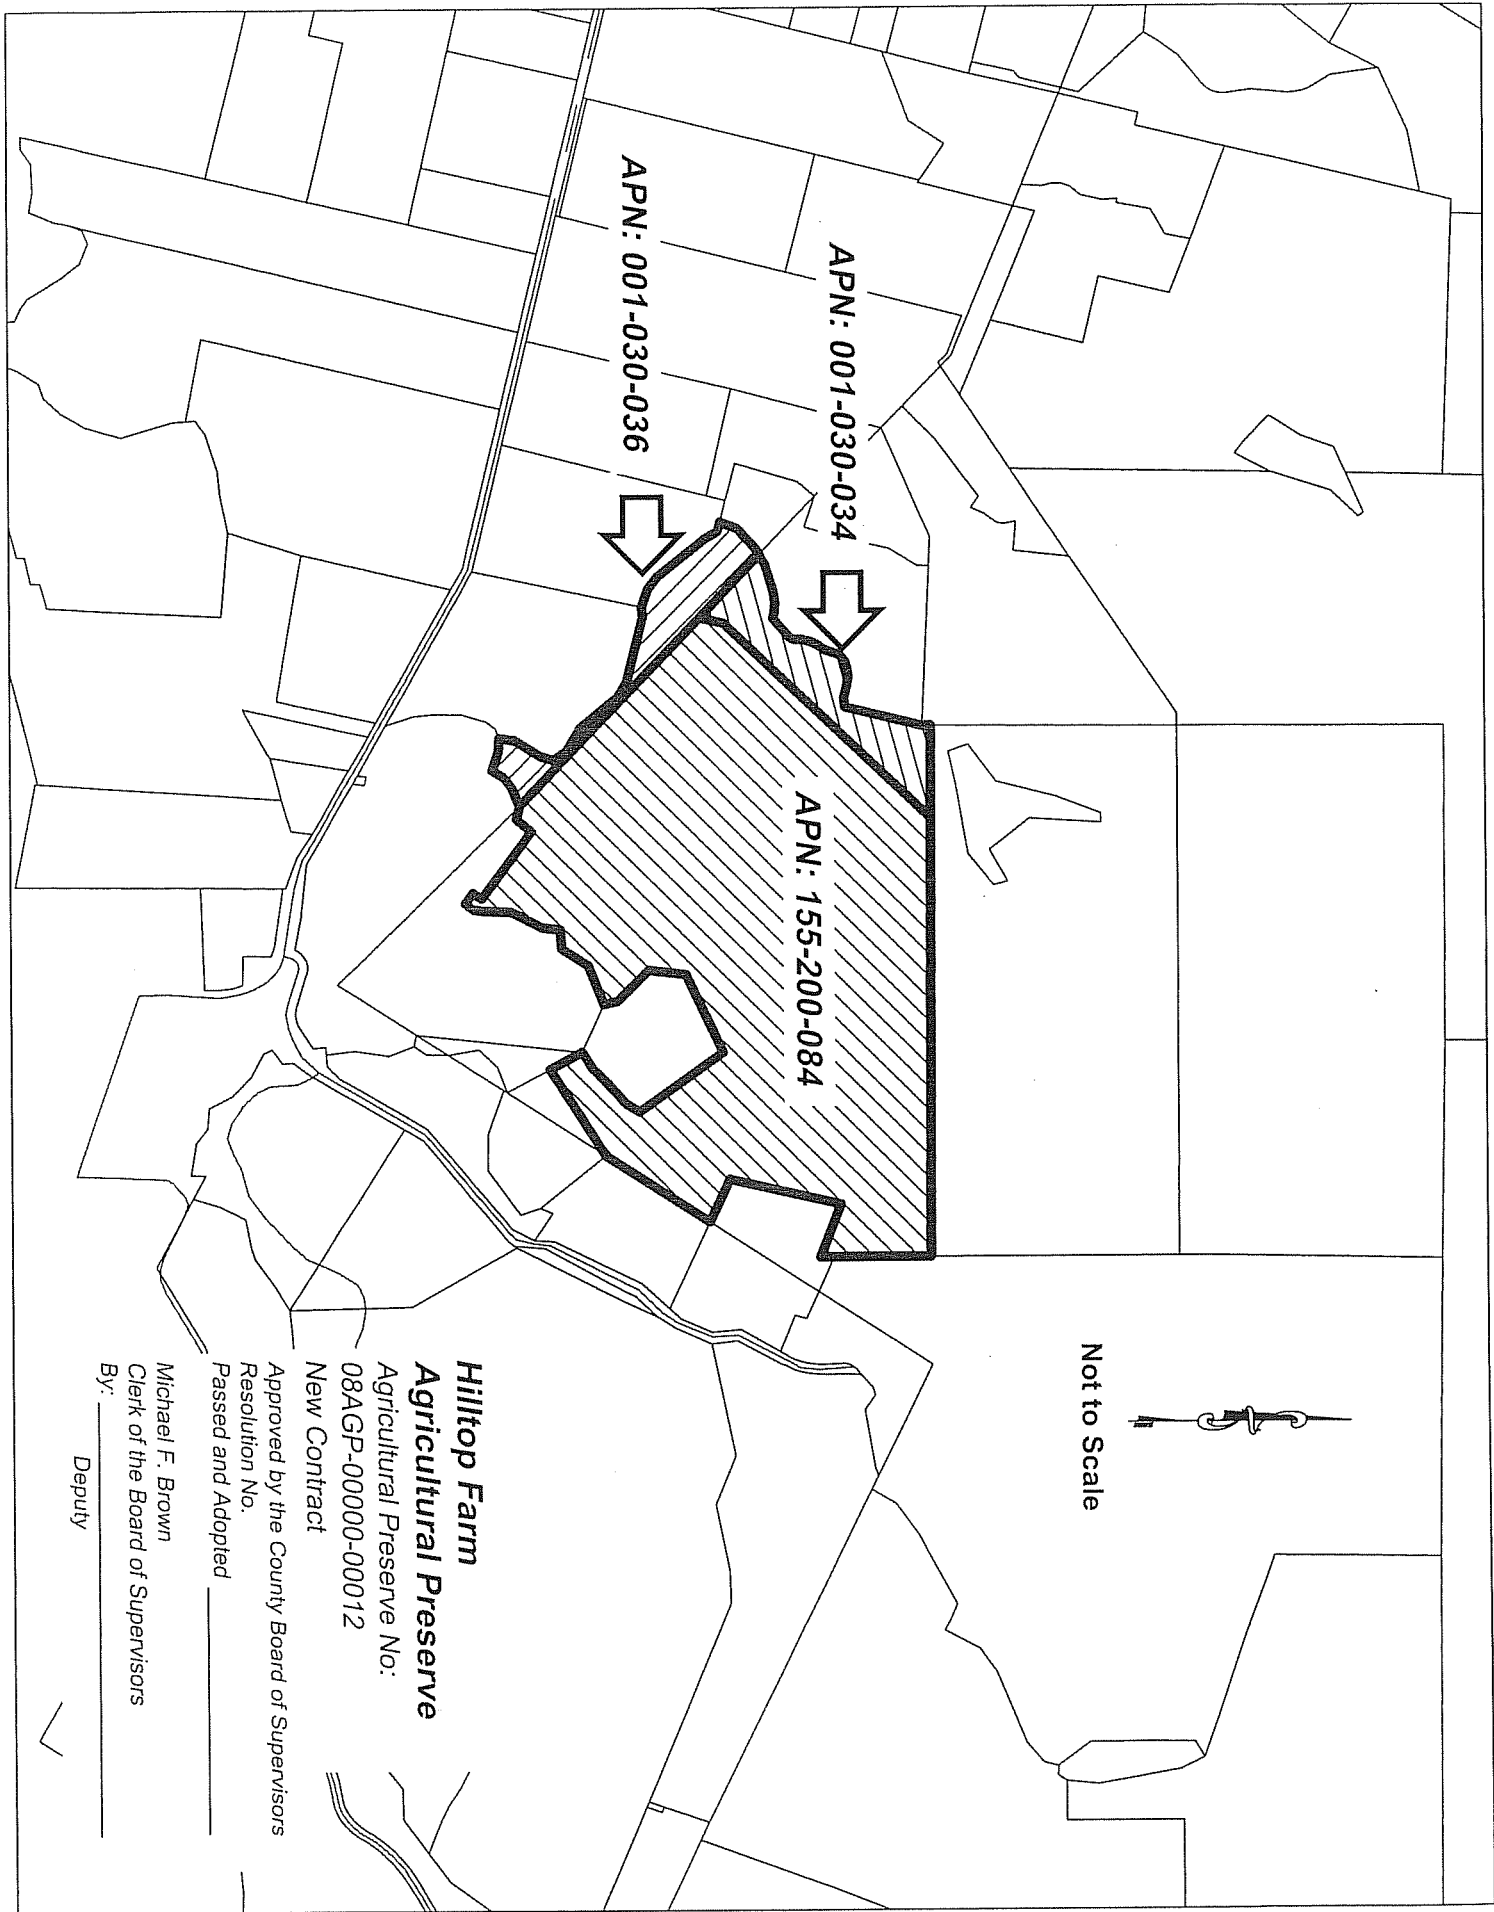 Not to Scale
APN: 001-030-034
APN: 155-200-084
APN: 001-030-036
Hilltop Farm
Agricultural Preserve
Agricultural Preserve No:
08AGP-00000-00012
New Contract
Approved by the County Board of Supervisors
Resolution No.
Passed and Adopted
Michael F. Brown
Clerk of the Board of Supervisors
By:
Deputy